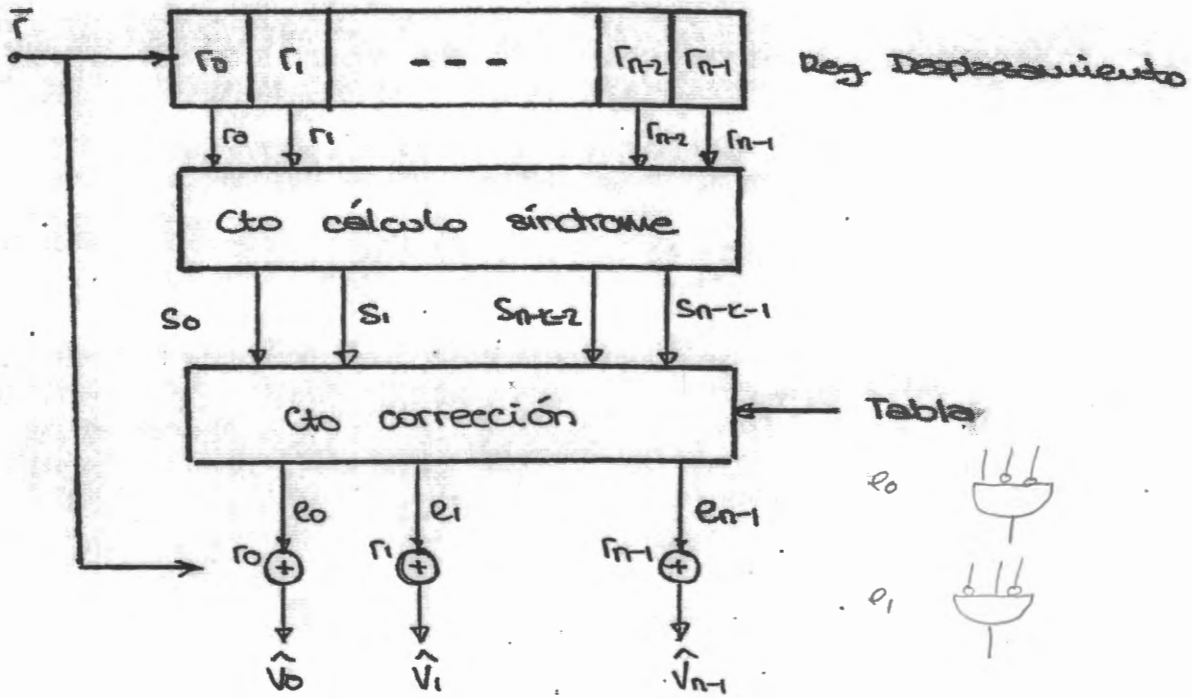 r̄
r₀ r₁ - - - rₙ₋₂ rₙ₋₁ Reg. Desplazamiento
r₀ r₁ rₙ₋₂ rₙ₋₁
Cto cálculo síndrome
S₀ S₁ Sₙ₋ₖ₋₂ Sₙ₋ₖ₋₁
Cto corrección Tabla
e₀ e₁ eₙ₋₁ e₀
r₀ + r₁ + rₙ₋₁ +
e₁
v̂₀ v̂₁ v̂ₙ₋₁